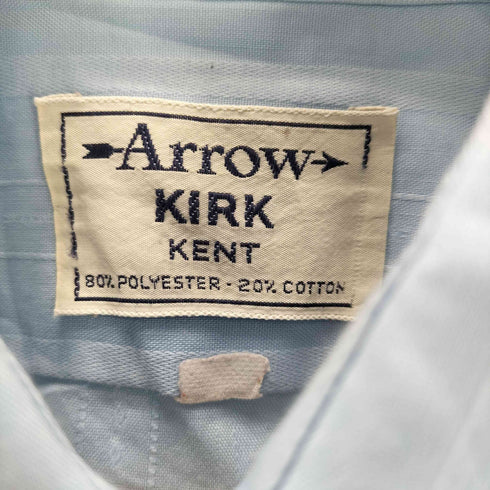 Arrow
KIRK
KENT
80% POLYESTER - 20% COTTON